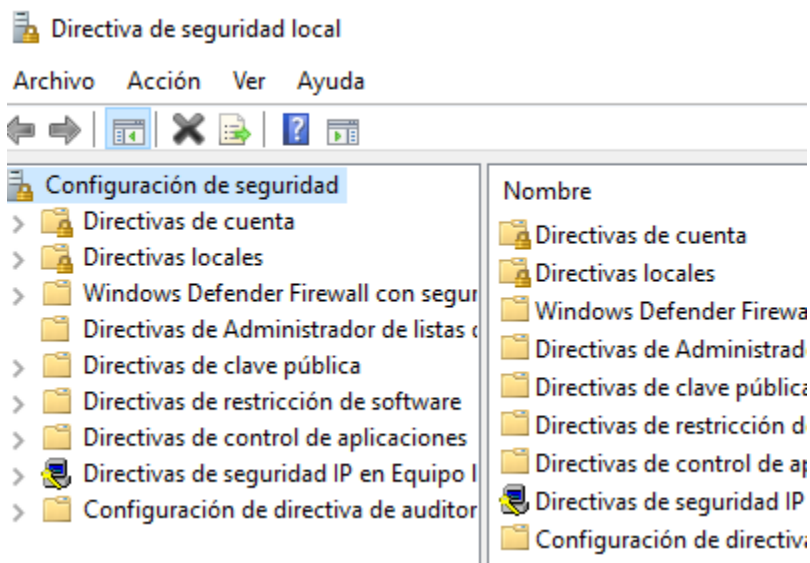 Directiva de seguridad local
Archivo Acción Ver Ayuda
Configuración de seguridad
Directivas de cuenta
Directivas locales
Windows Defender Firewall con segur
Directivas de Administrador de listas
Directivas de clave pública
Directivas de restricción de software
Directivas de control de aplicaciones
Directivas de seguridad IP en Equipo
Configuración de directiva de auditor
Nombre
Directivas de cuenta
Directivas locales
Windows Defender Firewa
Directivas de Administrad
Directivas de clave pública
Directivas de restricción d
Directivas de control de ap
Directivas de seguridad IP
Configuración de directiva